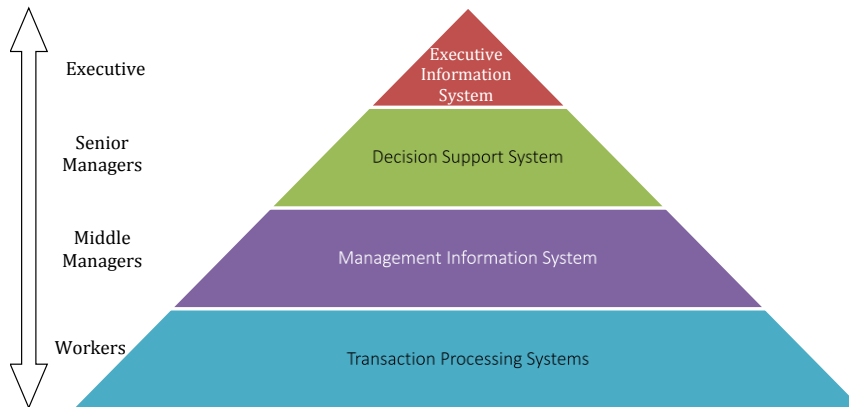 Executive
Executive
Information
System
Senior
Managers
Decision Support System
Middle
Managers
Management Information System
Workers
Transaction Processing Systems